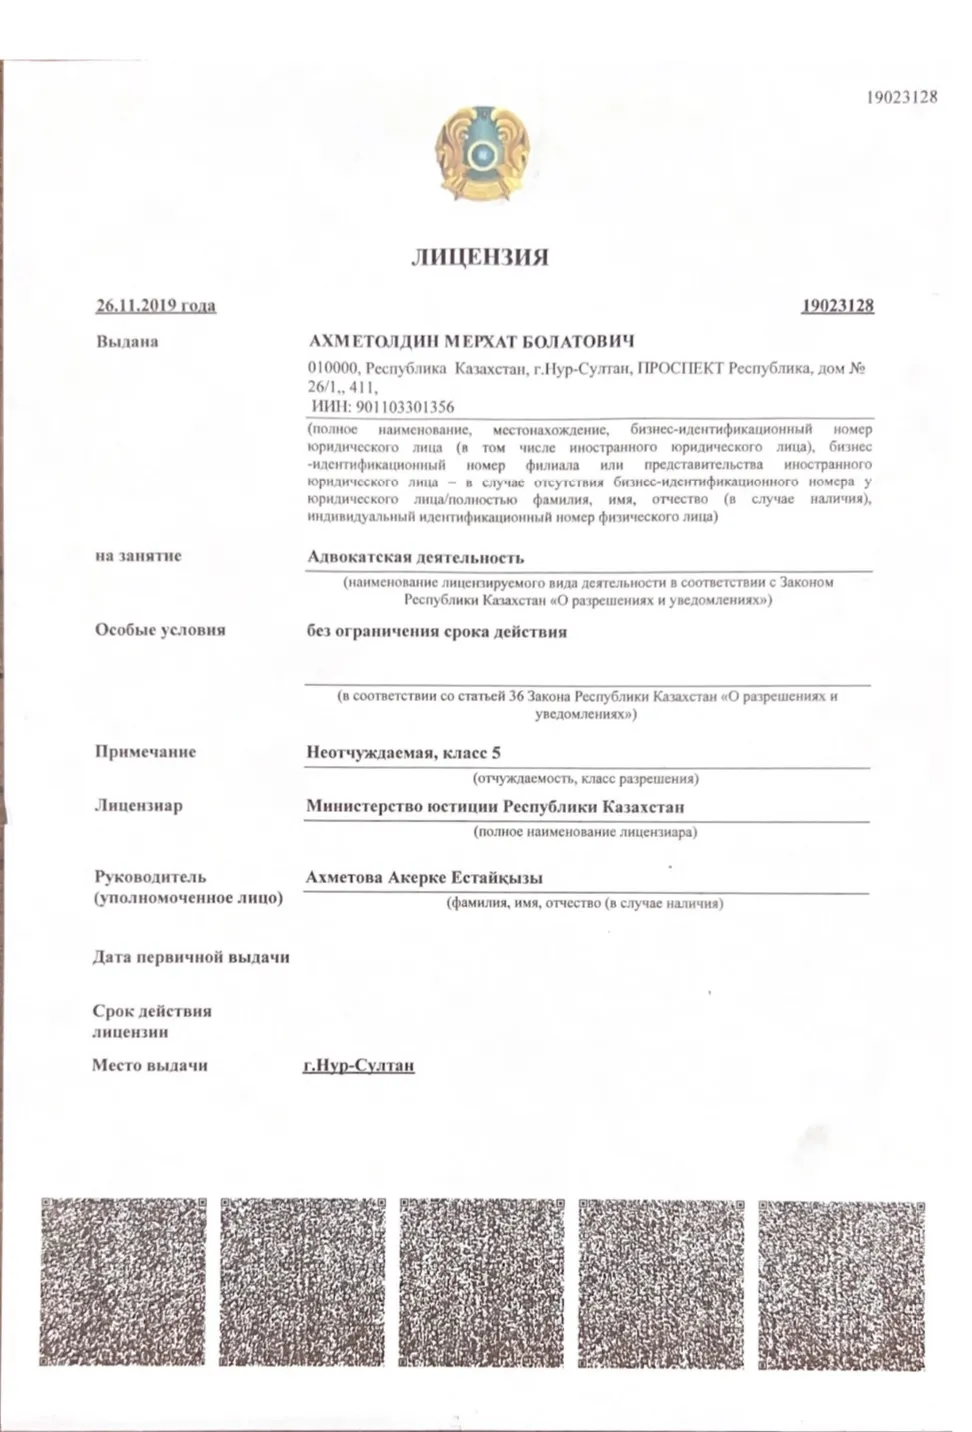 19023128
ЛИЦЕНЗИЯ
26.11.2019 года
19023128
Выдана
АХМЕТОЛДИН МЕРХАТ БОЛАТОВИЧ
010000, Республика Казахстан, г.Нур-Султан, ПРОСПЕКТ Республика, дом №
26/1., 411,
ИИН: 901103301356
(полное наименование, местонахождение, бизнес-идентификационный номер
юридического лица (в том числе иностранного юридического лица), бизнес
-идентификационный номер филиала или представительства иностранного
юридического лица – в случае отсутствия бизнес-идентификационного номера у
юридического лица/полностью фамилия, имя, отчество (в случае наличия),
индивидуальный идентификационный номер физического лица)
на занятие
Адвокатская деятельность
(наименование лицензируемого вида деятельности в соответствии с Законом
Республики Казахстан «О разрешениях и уведомлениях»)
Особые условия
без ограничения срока действия
(в соответствии со статьей 36 Закона Республики Казахстан «О разрешениях и
уведомлениях»)
Примечание
Неотчуждаемая, класс 5
(отчуждаемость, класс разрешения)
Лицензиар
Министерство юстиции Республики Казахстан
(полное наименование лицензиара)
Руководитель
(уполномоченное лицо)
Ахметова Акерке Естайқызы
(фамилия, имя, отчество (в случае наличия)
Дата первичной выдачи
Срок действия
лицензии
Место выдачи
г.Нур-Султан